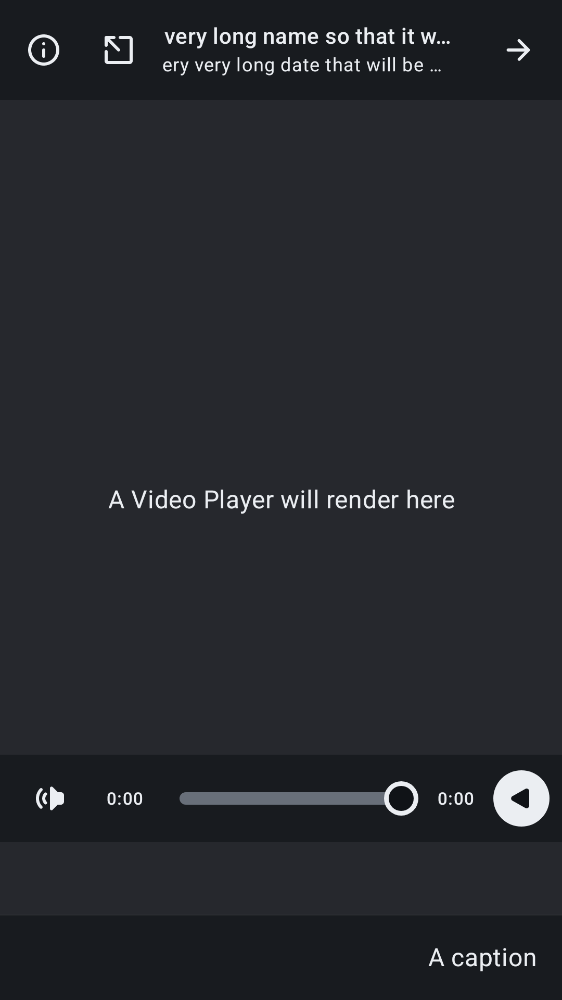 very long name so that it w...
ery very long date that will be ...
A Video Player will render here
0:00
0:00
A caption